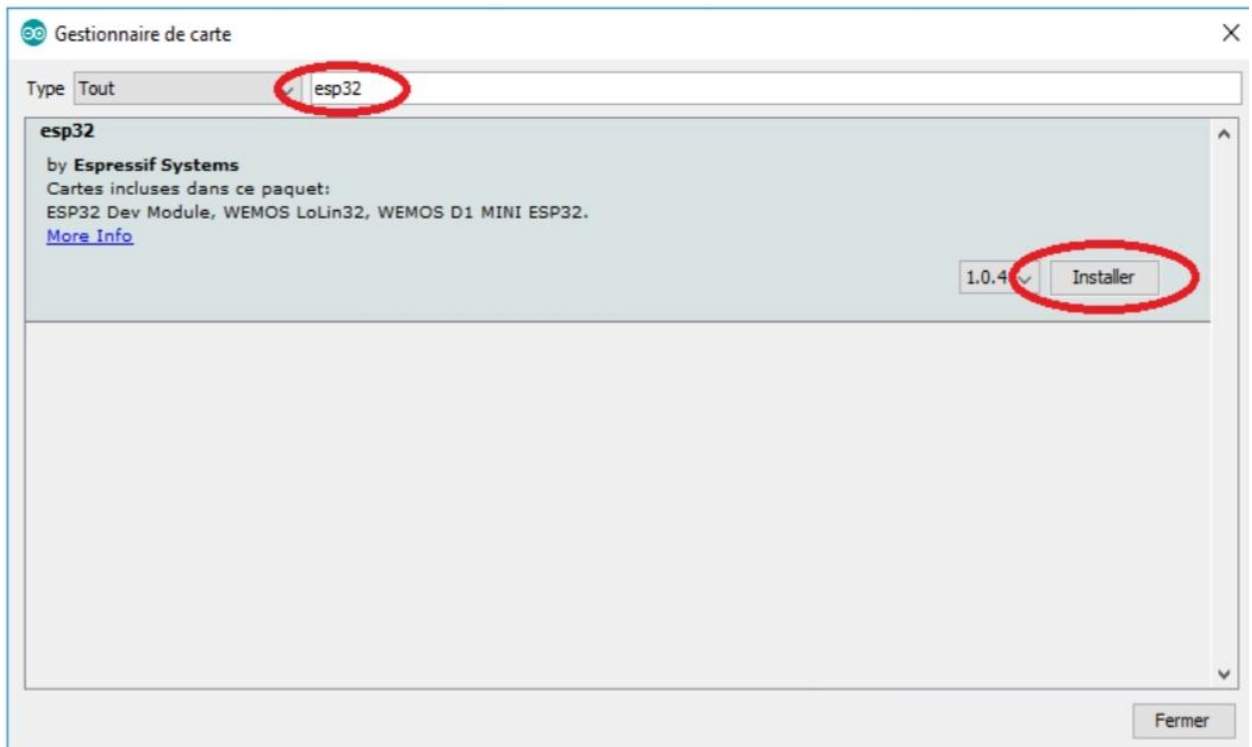 Gestionnaire de carte
Type Tout esp32
esp32
by Espressif Systems
Cartes incluses dans ce paquet:
ESP32 Dev Module, WEMOS LoLin32, WEMOS D1 MINI ESP32.
More Info
1.0.4 Installer
Fermer